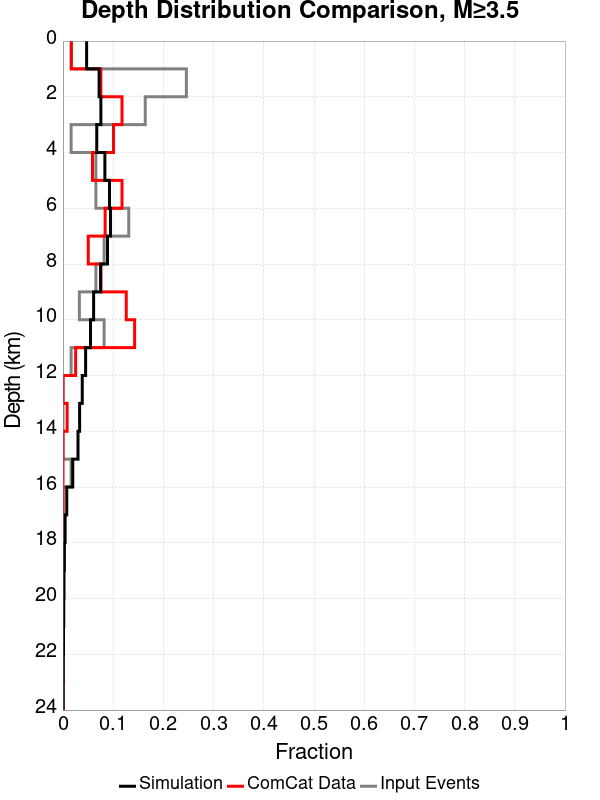 Depth Distribution Comparison, M≥3.5
0
2
4
6
8
10
12
14
16
18
20
22
24
Depth (km)
0 0.1 0.2 0.3 0.4 0.5 0.6 0.7 0.8 0.9 1
Fraction
Simulation ComCat Data Input Events